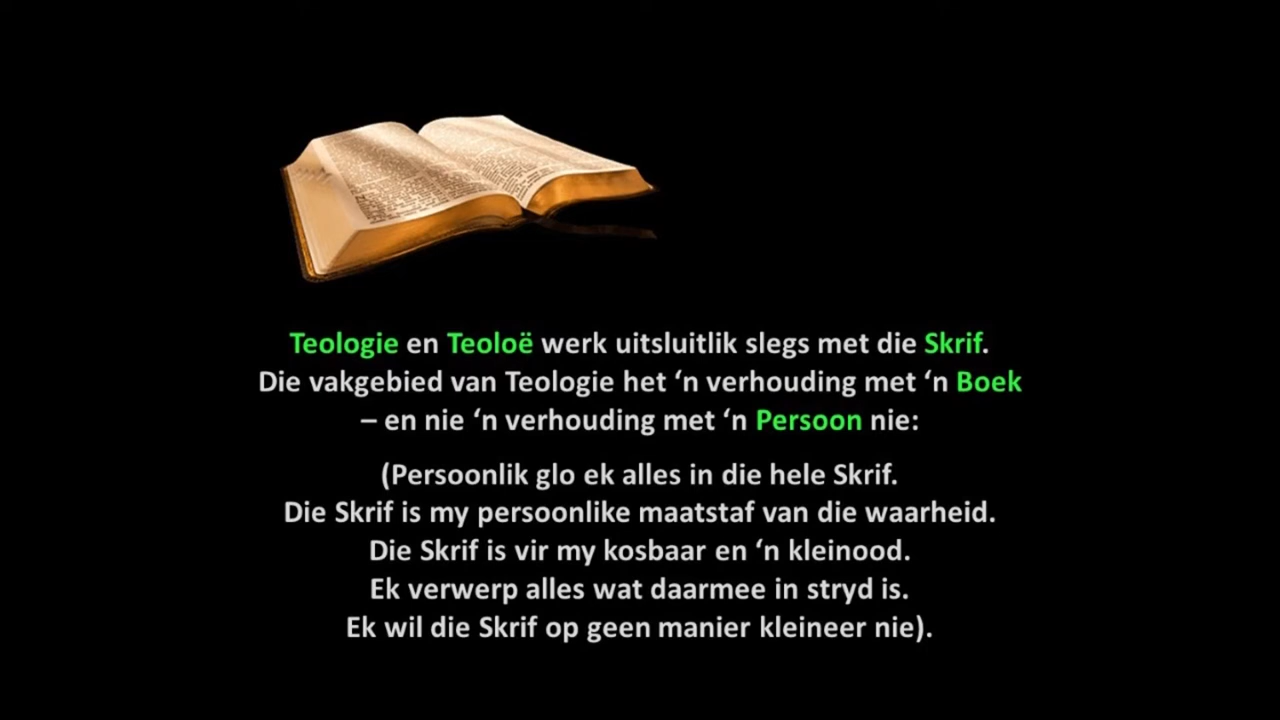 Teologie en Teoloë werk uitsluitlik slegs met die Skrif.
Die vakgebied van Teologie het ‘n verhouding met ‘n Boek
– en nie ‘n verhouding met ‘n Persoon nie:
(Persoonlik glo ek alles in die hele Skrif.
Die Skrif is my persoonlike maatstaf van die waarheid.
Die Skrif is vir my kosbaar en ‘n kleinood.
Ek verwerp alles wat daarmee in stryd is.
Ek wil die Skrif op geen manier kleineer nie).